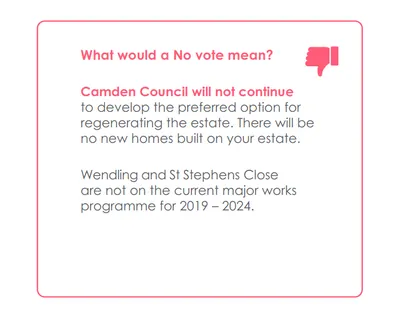 What would a No vote mean?
Camden Council will not continue
to develop the preferred option for
regenerating the estate. There will be
no new homes built on your estate.
Wendling and St Stephens Close
are not on the current major works
programme for 2019 – 2024.